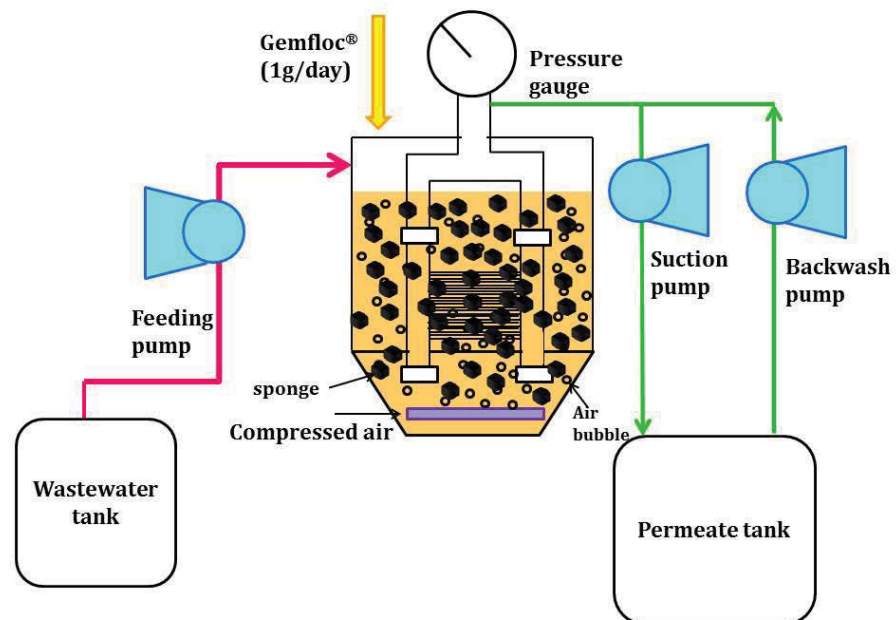 Gemfloc®
(1g/day)
Pressure
gauge
Feeding
pump
Suction
pump
Backwash
pump
sponge
Compressed air
Air
bubble
Wastewater
tank
Permeate tank